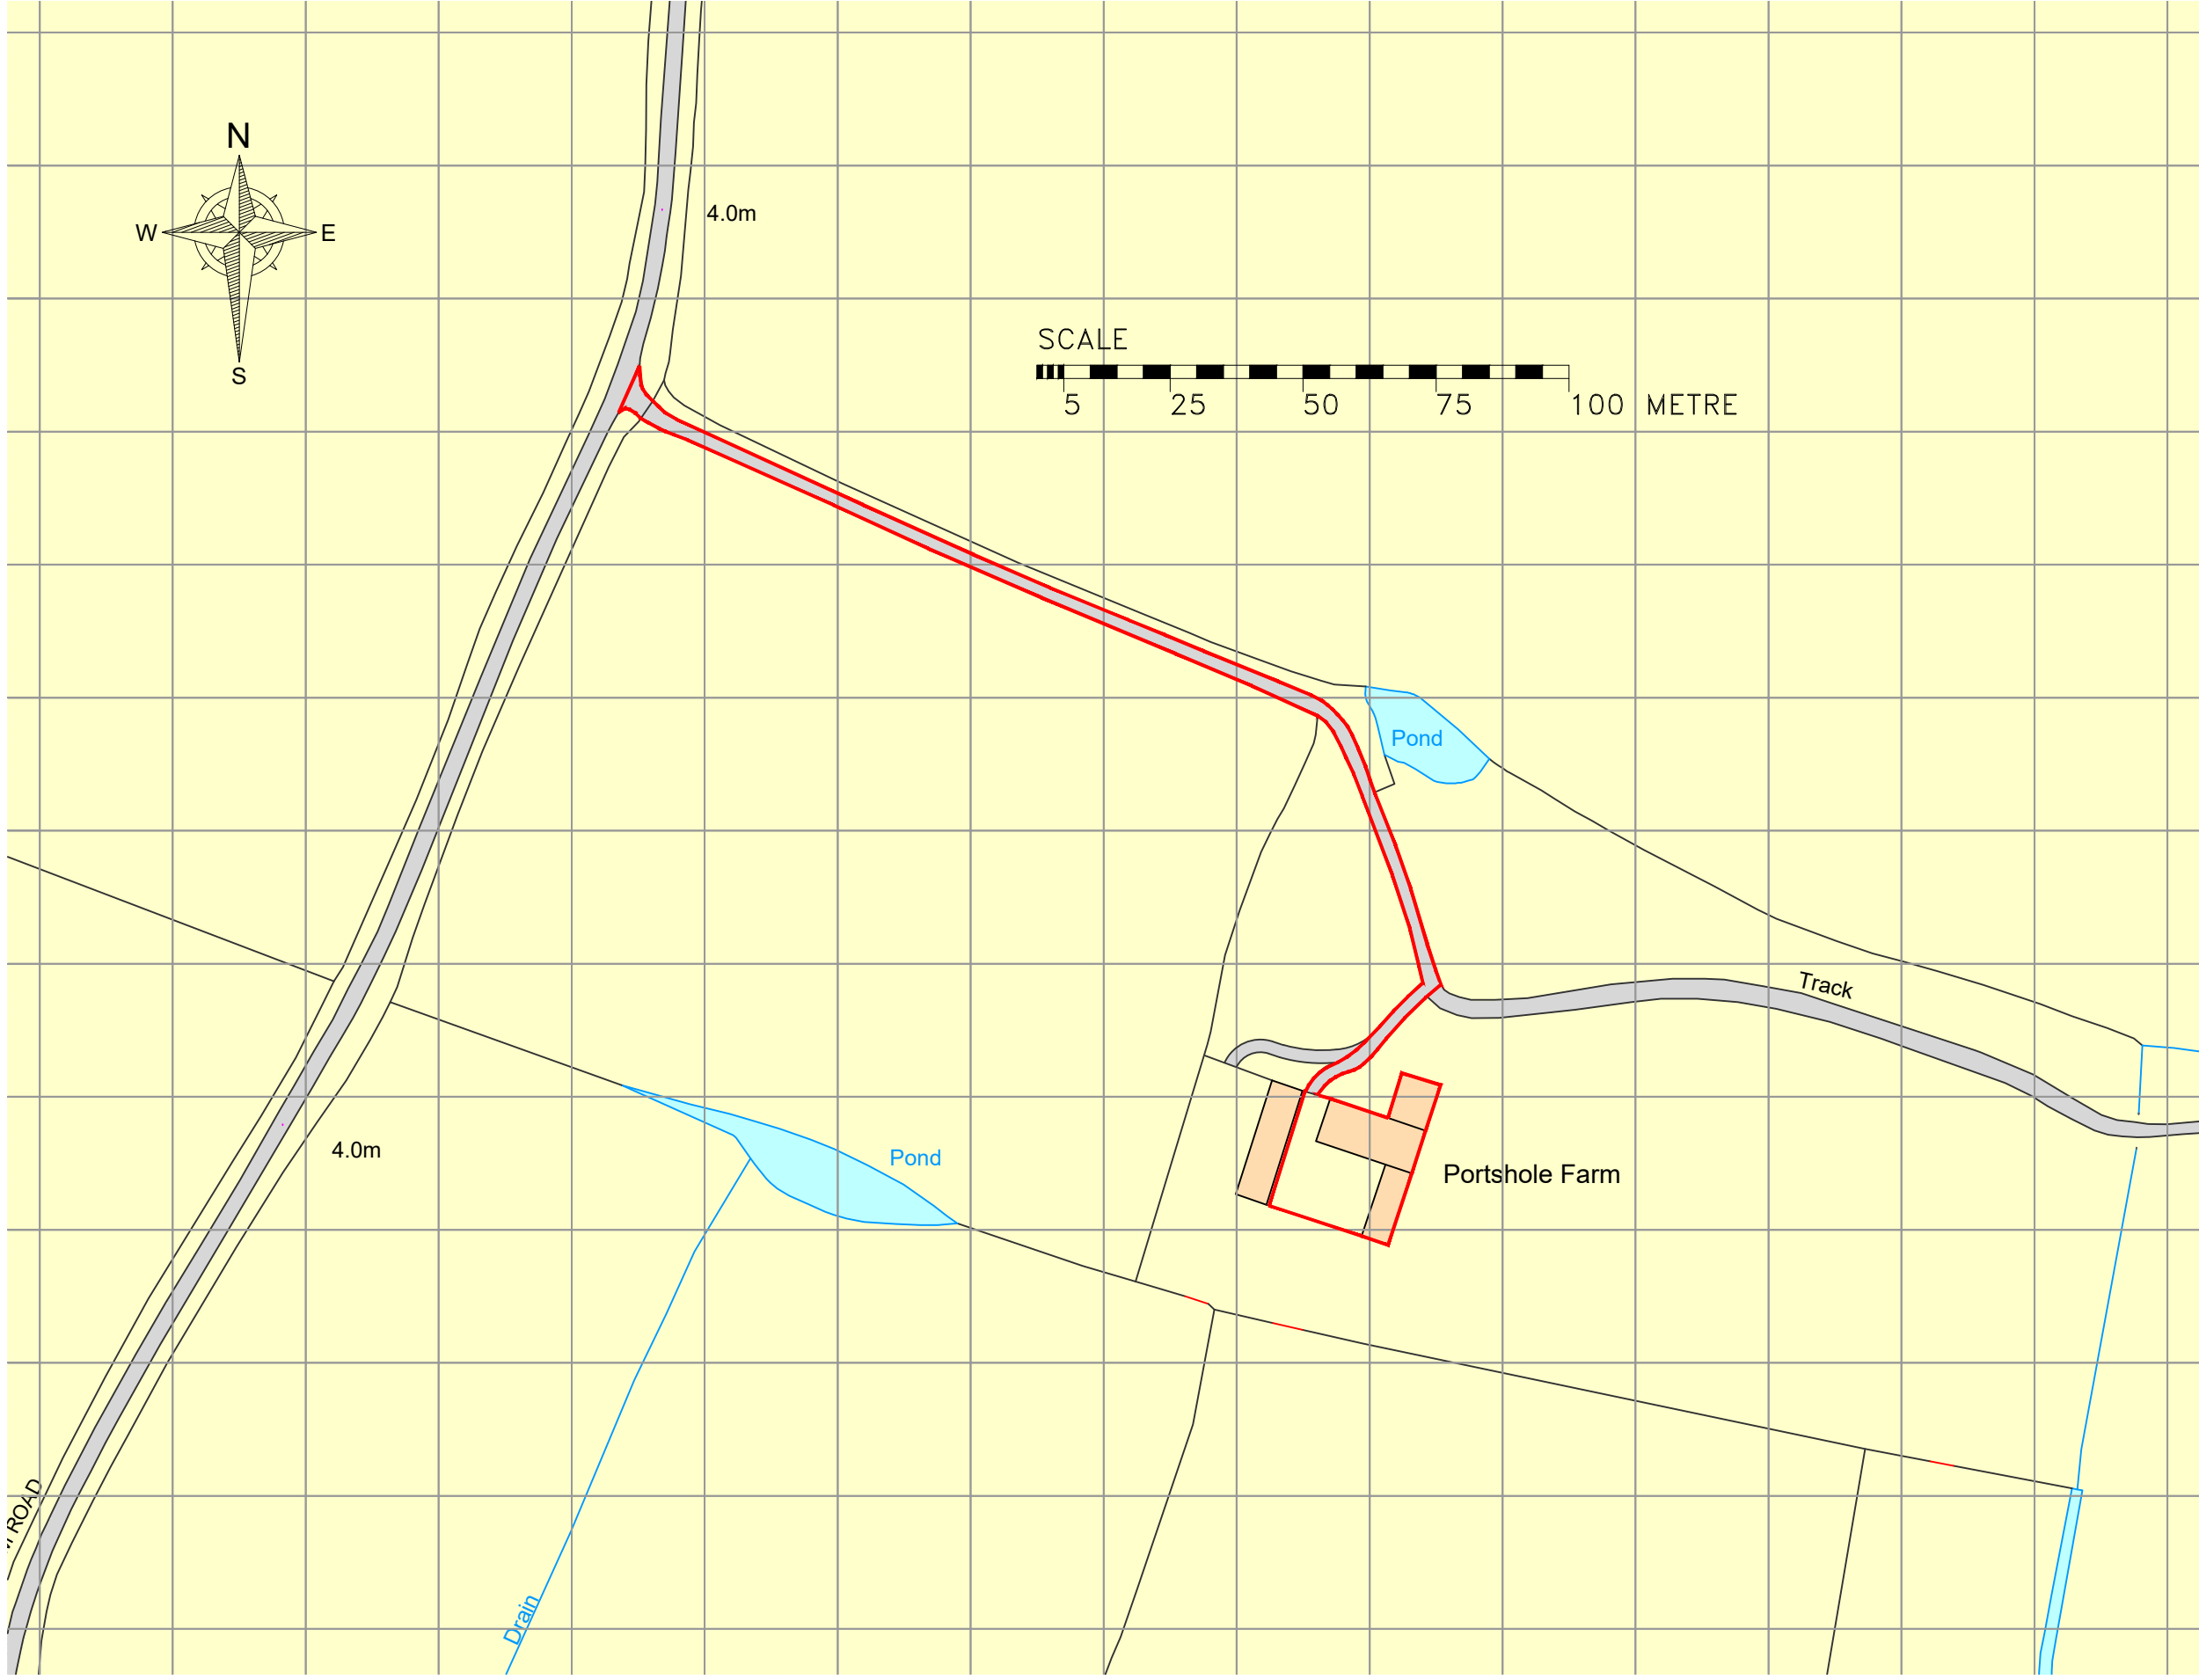 N
W
E
S
4.0m
SCALE
5 25 50 75 100 METRE
Pond
Track
4.0m
Pond
Portshole Farm
ROAD
Drain